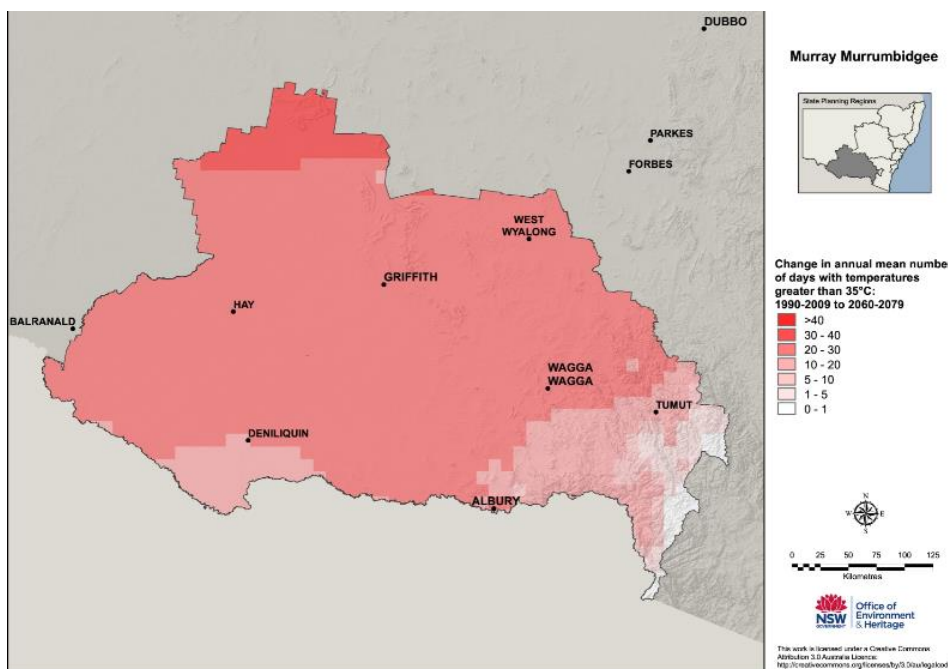 DUBBO
PARKES
FORBES
WEST
WYALONG
GRIFFITH
HAY
BALRANALD
WAGGA
WAGGA
TUMUT
DENILIQUIN
ALBURY
Murray Murrumbidgee
State Planning Regions
Change in annual mean numbe
of days with temperatures
greater than 35°C:
1990-2009 to 2060-2079
>40
30 - 40
20 - 30
10 - 20
5 - 10
1 - 5
0 - 1
N
W E
S
0 25 50 75 100 125
Kilometres
NSW
GOVERNMENT
Office of
Environment
& Heritage
This work is licensed under a Creative Commons
Attribution 3.0 Australia Licence:
http://creativecommons.org/licenses/by/3.0/au/legalcod